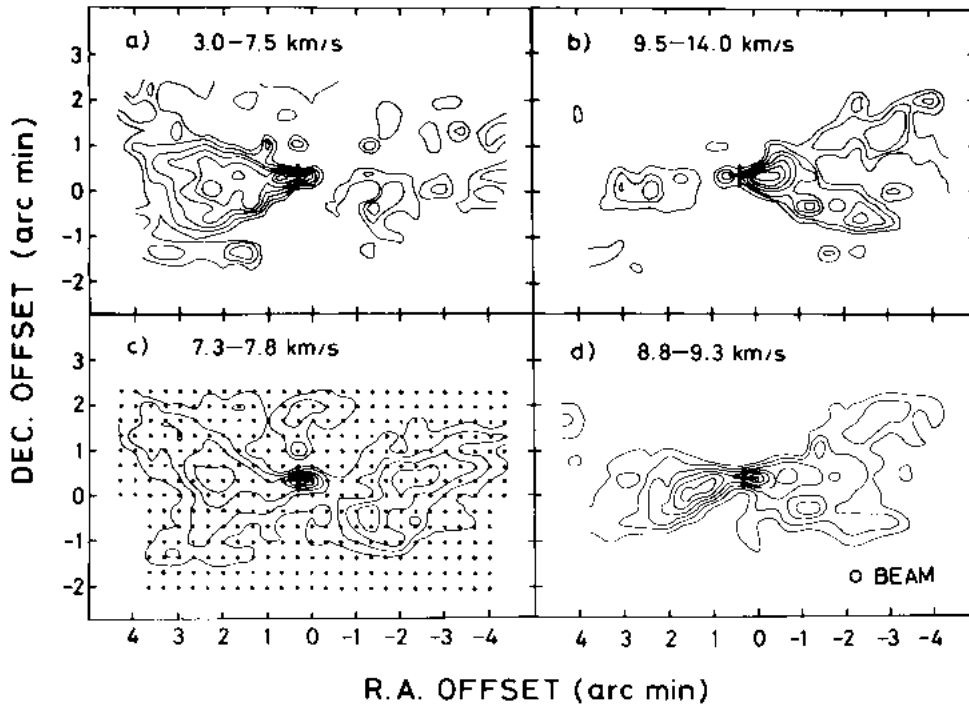 a) 3.0–7.5 km/s
b) 9.5–14.0 km/s
3
2
1
0
-1
-2
c) 7.3–7.8 km/s
d) 8.8–9.3 km/s
3
2
1
0
-1
-2
O BEAM
4 3 2 1 0 -1 -2 -3 -4
4 3 2 1 0 -1 -2 -3 -4
DEC. OFFSET (arc min)
R.A. OFFSET (arc min)